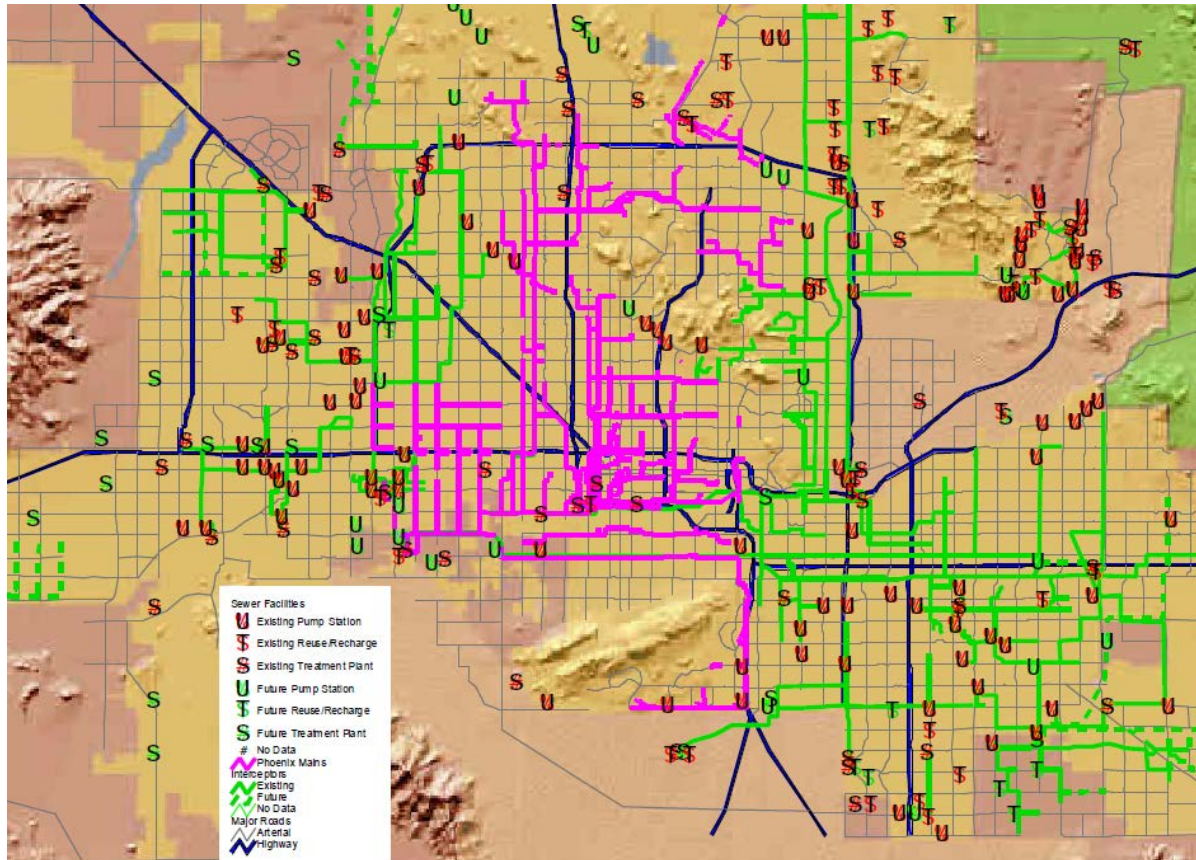 Sewer Facilities
Existing Pump Station
Existing Reuse/Recharge
Existing Treatment Plant
Future Pump Station
Future Reuse/Recharge
Future Treatment Plant
# No Data
Phoenix Mains
Interceptors
Existing
Future
No Data
Major Roads
Arterial
Highway